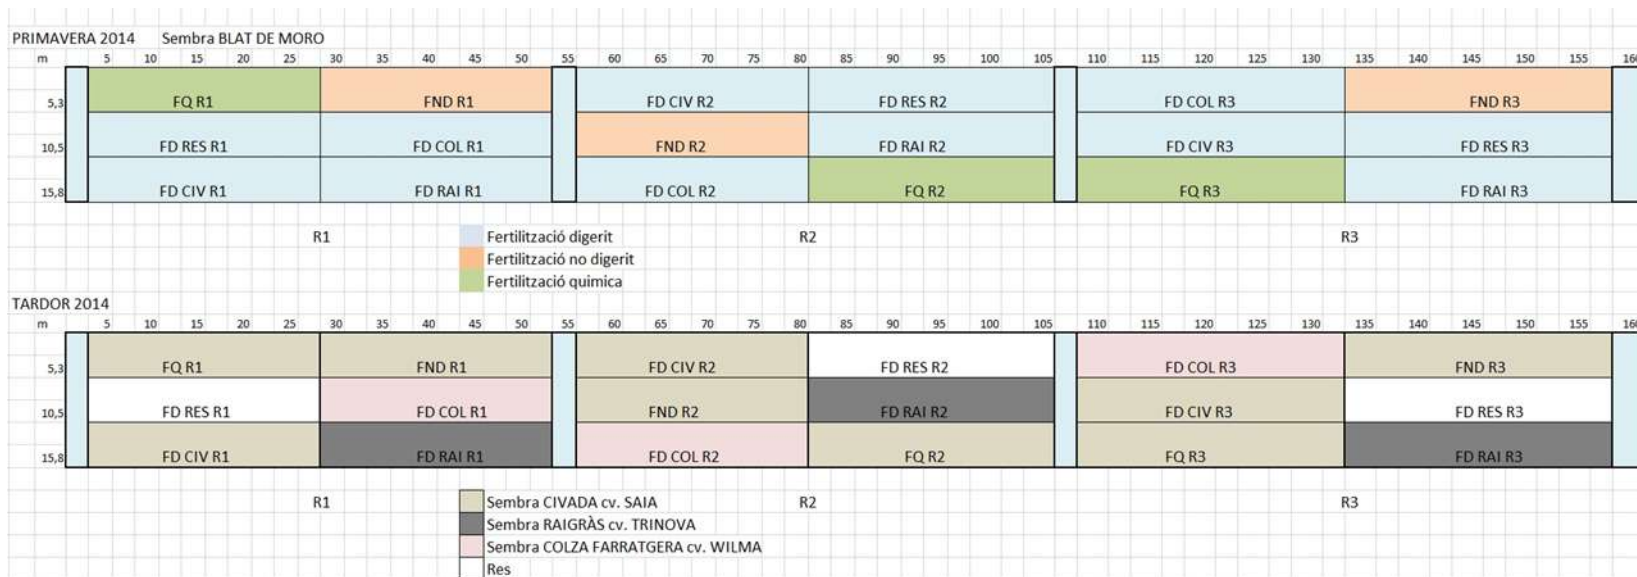 PRIMAVERA 2014 Sembra BLAT DE MORO
m 5 10 15 20 25 30 35 40 45 50 55 60 65 70 75 80 85 90 95 100 105 110 115 120 125 130 135 140 145 150 155 160
5,3 FQ R1 FND R1 FD CIV R2 FD RES R2 FD COL R3 FND R3
10,5 FD RES R1 FD COL R1 FND R2 FD RAI R2 FD CIV R3 FD RES R3
15,8 FD CIV R1 FD RAI R1 FD COL R2 FQ R2 FQ R3 FD RAI R3
R1 Fertilització digerit R2 R3
Fertilització no digerit
Fertilització quimica
TARDOR 2014
m 5 10 15 20 25 30 35 40 45 50 55 60 65 70 75 80 85 90 95 100 105 110 115 120 125 130 135 140 145 150 155 160
5,3 FQ R1 FND R1 FD CIV R2 FD RES R2 FD COL R3 FND R3
10,5 FD RES R1 FD COL R1 FND R2 FD RAI R2 FD CIV R3 FD RES R3
15,8 FD CIV R1 FD RAI R1 FD COL R2 FQ R2 FQ R3 FD RAI R3
R1 Sembra CIVADA cv. SAIA R2 R3
Sembra RAIGRÀS cv. TRINOVA
Sembra COLZA FARRATGERA cv. WILMA
Res